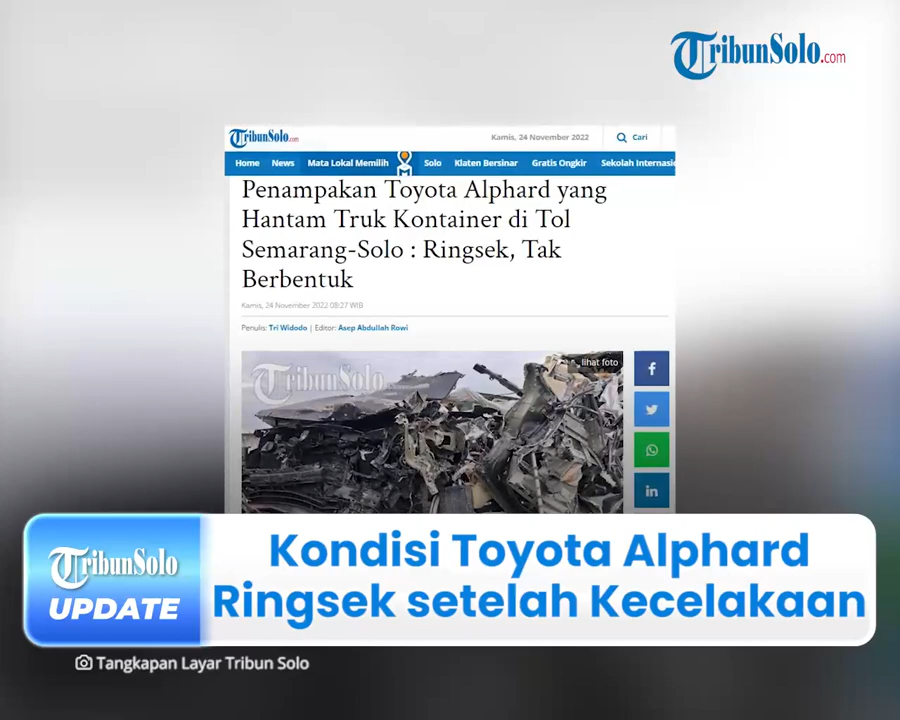 TribunSolo.com
TribunSolo.com
Kamis, 24 November 2022
Cari
Home News Mata Lokal Memilih Solo Klaten Bersinar Gratis Ongkir Sekolah Internasi
Penampakan Toyota Alphard yang
Hantam Truk Kontainer di Tol
Semarang-Solo : Ringsek, Tak
Berbentuk
Kamis, 24 November 2022 08:27 WIB
Penulis: Tri Widodo | Editor: Asep Abdullah Rowi
TribunSolo.com
lihat foto
TribunSolo
UPDATE
Kondisi Toyota Alphard
Ringsek setelah Kecelakaan
Tangkapan Layar Tribun Solo